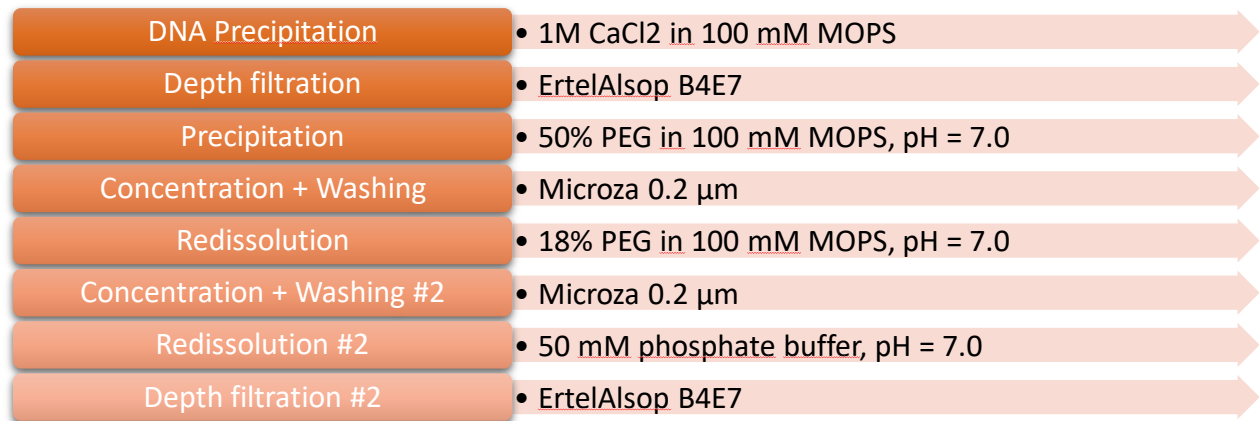 DNA Precipitation • 1M CaCl2 in 100 mM MOPS
Depth filtration • ErtelAlsop B4E7
Precipitation • 50% PEG in 100 mM MOPS, pH = 7.0
Concentration + Washing • Microza 0.2 µm
Redissolution • 18% PEG in 100 mM MOPS, pH = 7.0
Concentration + Washing #2 • Microza 0.2 µm
Redissolution #2 • 50 mM phosphate buffer, pH = 7.0
Depth filtration #2 • ErtelAlsop B4E7